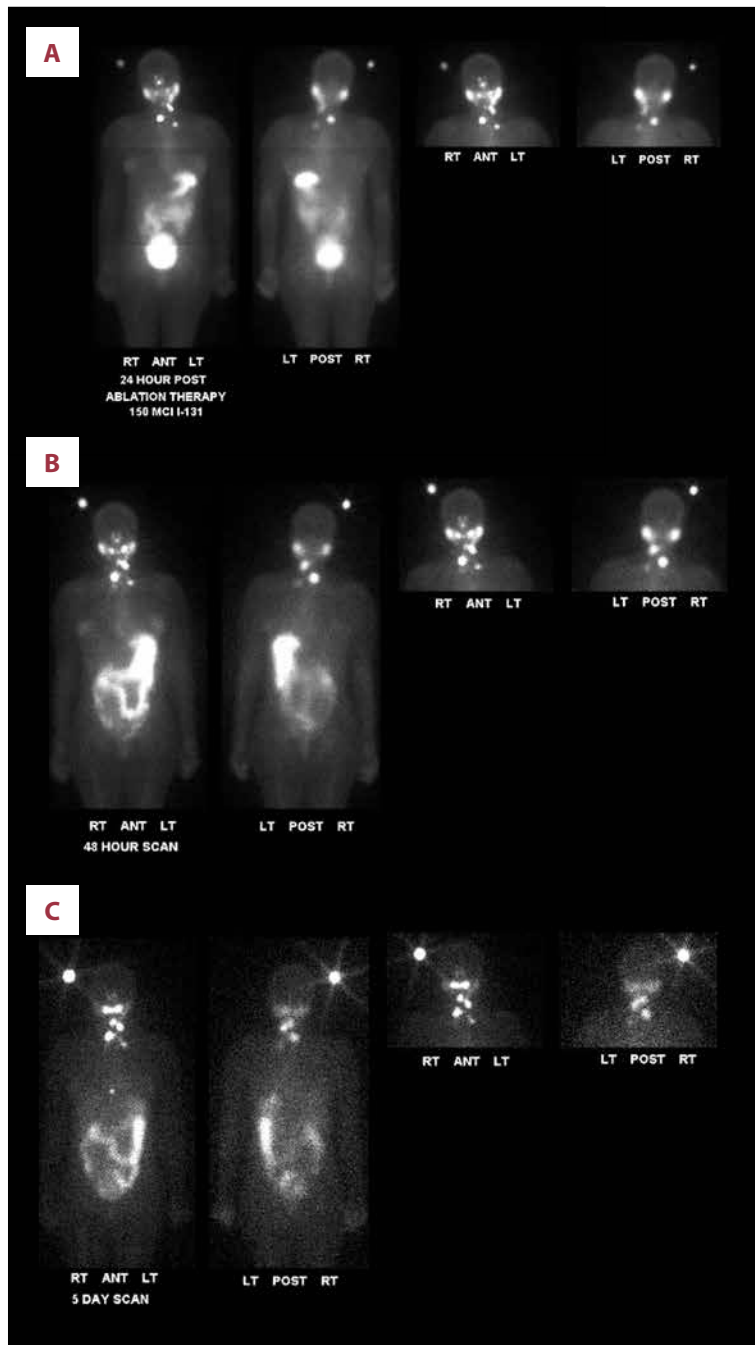 A
RT ANT LT
LT POST RT
RT ANT LT
24 HOUR POST
ABLATION THERAPY
150 MCI I-131
LT POST RT
B
RT ANT LT
LT POST RT
RT ANT LT
48 HOUR SCAN
LT POST RT
C
RT ANT LT
LT POST RT
RT ANT LT
5 DAY SCAN
LT POST RT